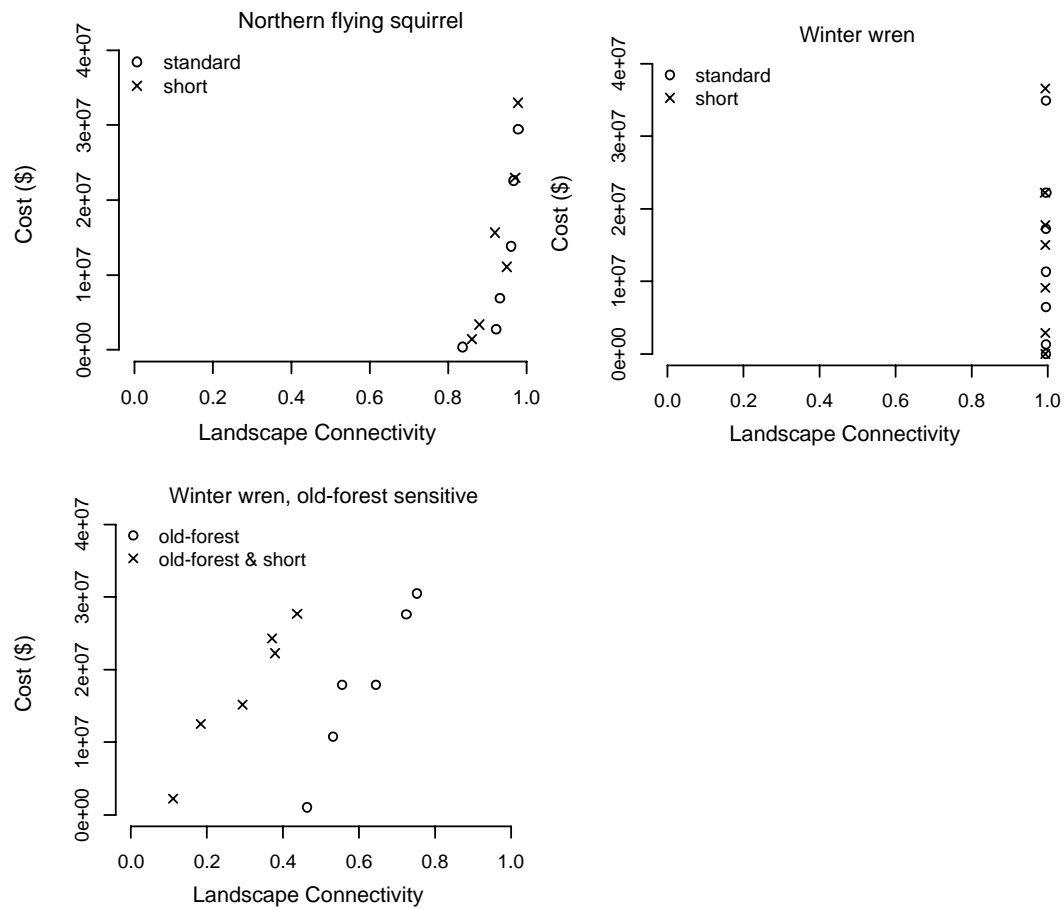 Northern flying squirrel
standard
short
Cost ($)
0e+00 1e+07 2e+07 3e+07 4e+07
0.0 0.2 0.4 0.6 0.8 1.0
Landscape Connectivity
Winter wren
standard
short
Cost ($)
0e+00 1e+07 2e+07 3e+07 4e+07
0.0 0.2 0.4 0.6 0.8 1.0
Landscape Connectivity
Winter wren, old-forest sensitive
old-forest
old-forest & short
Cost ($)
0e+00 1e+07 2e+07 3e+07 4e+07
0.0 0.2 0.4 0.6 0.8 1.0
Landscape Connectivity